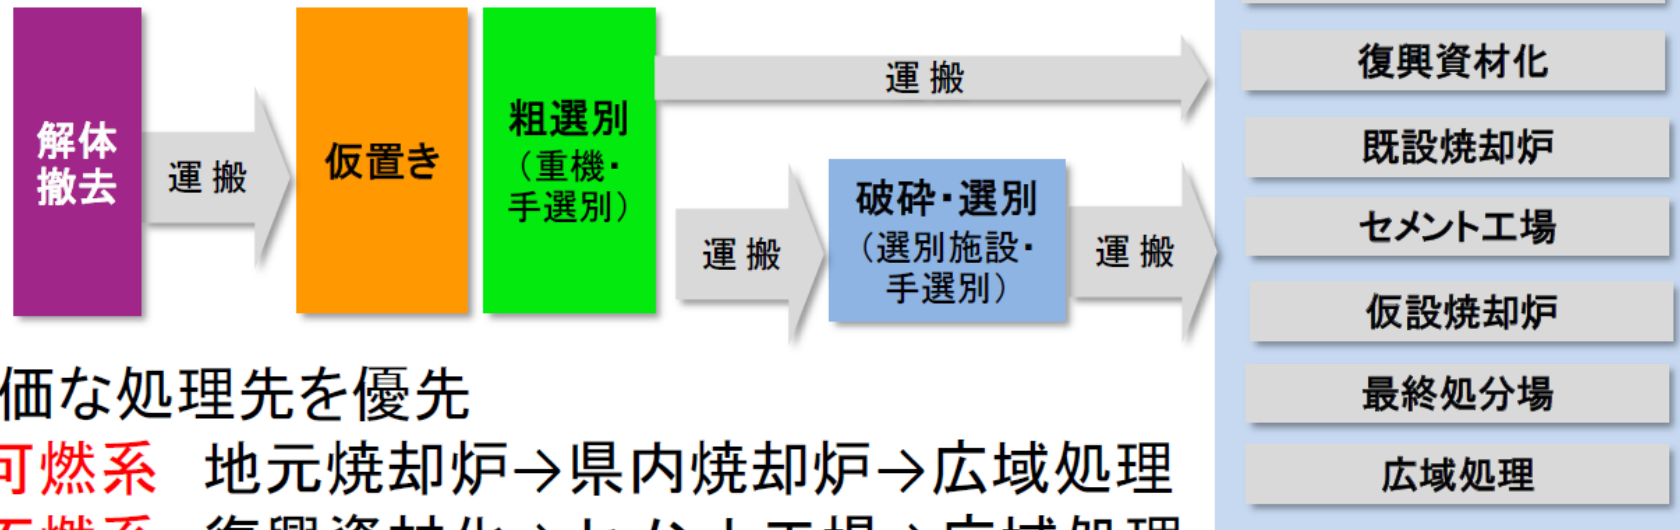 解体
撤去
運 搬
仮置き
粗選別
（重機・
手選別）
運 搬
運 搬
破砕・選別
（選別施設・
手選別）
運 搬
復興資材化
既設焼却炉
セメント工場
仮設焼却炉
最終処分場
広域処理
価な処理先を優先
可燃系 地元焼却炉→県内焼却炉→広域処理